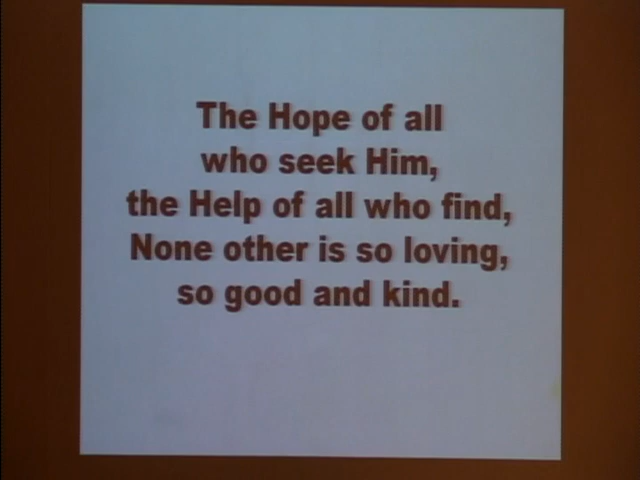 The Hope of all
who seek Him,
the Help of all who find,
None other is so loving,
so good and kind.